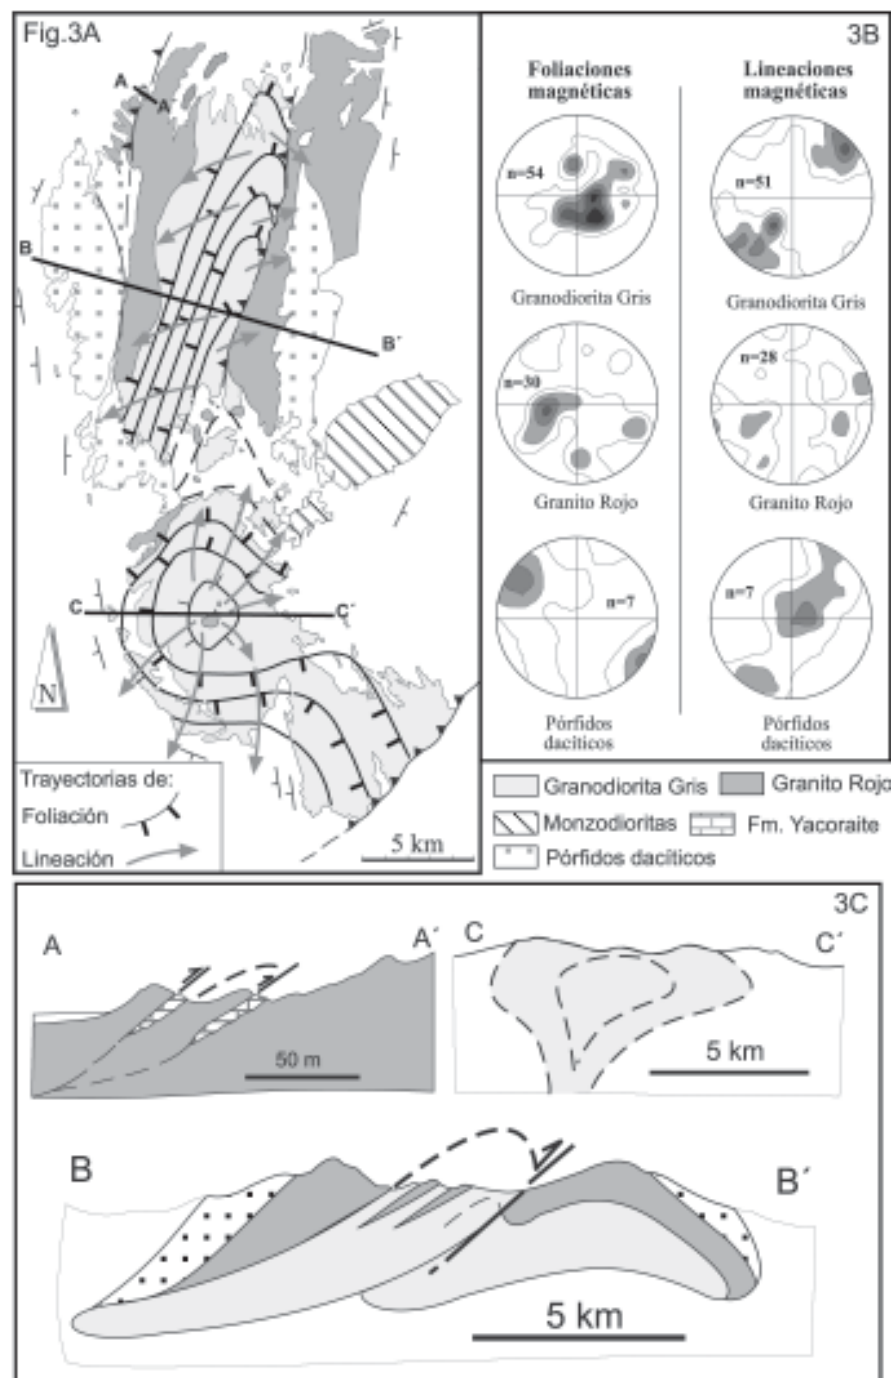 Fig.3A
A
A´
B
B´
C
C´
N
Trayectorias de:
Foliación
Lineación
5 km
3B
Foliaciones
magnéticas
Lineaciones
magnéticas
n=54
n=51
Granodiorita Gris
Granodiorita Gris
n=30
n=28
Granito Rojo
Granito Rojo
n=7
n=7
Pórfidos
dacíticos
Pórfidos
dacíticos
Granodiorita Gris
Granito Rojo
Monzodioritas
Fm. Yacoraite
Pórfidos dacíticos
3C
A
A´
50 m
C
C´
5 km
B
B´
5 km